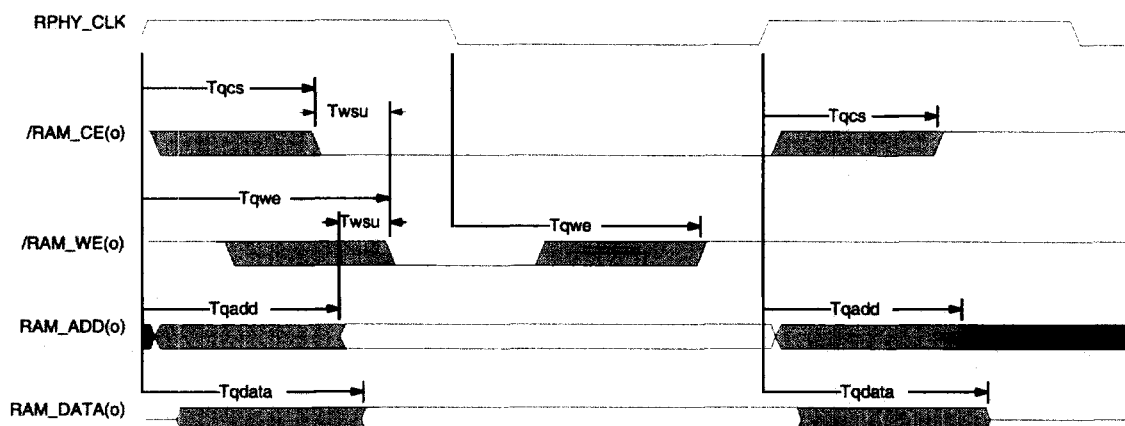 RPHY_CLK
Tqcs
Twsu
Tqcs
/RAM_CE(o)
Tqwe
Twsu
Tqwe
/RAM_WE(o)
Tqadd
Tqadd
RAM_ADD(o)
Tqdata
Tqdata
RAM_DATA(o)